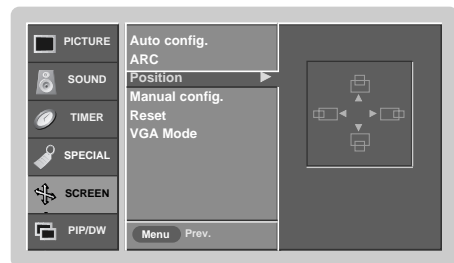 PICTURE
SOUND
TIMER
SPECIAL
SCREEN
PIP/DW
Auto config.
ARC
Position
Manual config.
Reset
VGA Mode
Menu Prev.